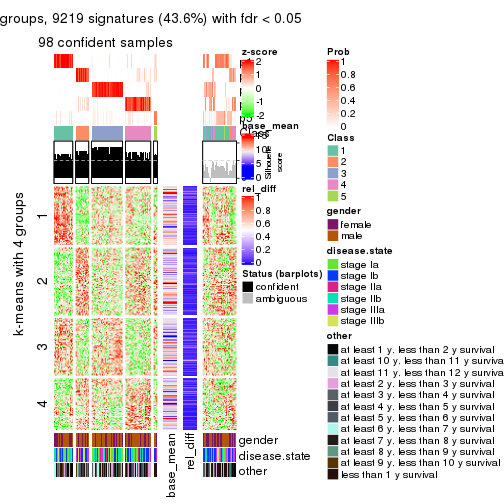 groups, 9219 signatures (43.6%) with fdr < 0.05
98 confident samples
z-score
2
1
0
-1
-2
base_mean
15
10
5
0
Silhouette
score
rel_diff
1
0.8
0.6
0.4
0.2
0
Status (barplots)
confident
ambiguous
k-means with 4 groups
1
2
3
4
base_mean
rel_diff
gender
disease.state
other
Prob
1
0.8
0.6
0.4
0.2
0
Class
1
2
3
4
5
gender
female
male
disease.state
stage Ia
stage Ib
stage IIa
stage IIb
stage IIIa
stage IIIb
other
at least 1 y. less than 2 y survival
at least 10 y. less than 11 y surviva
at least 11 y. less than 12 y surviva
at least 2 y. less than 3 y survival
at least 3 y. less than 4 y survival
at least 4 y. less than 5 y survival
at least 5 y. less than 6 y survival
at least 6 y. less than 7 y survival
at least 7 y. less than 8 y survival
at least 8 y. less than 9 y survival
at least 9 y. less than 10 y survival
less than 1 y survival